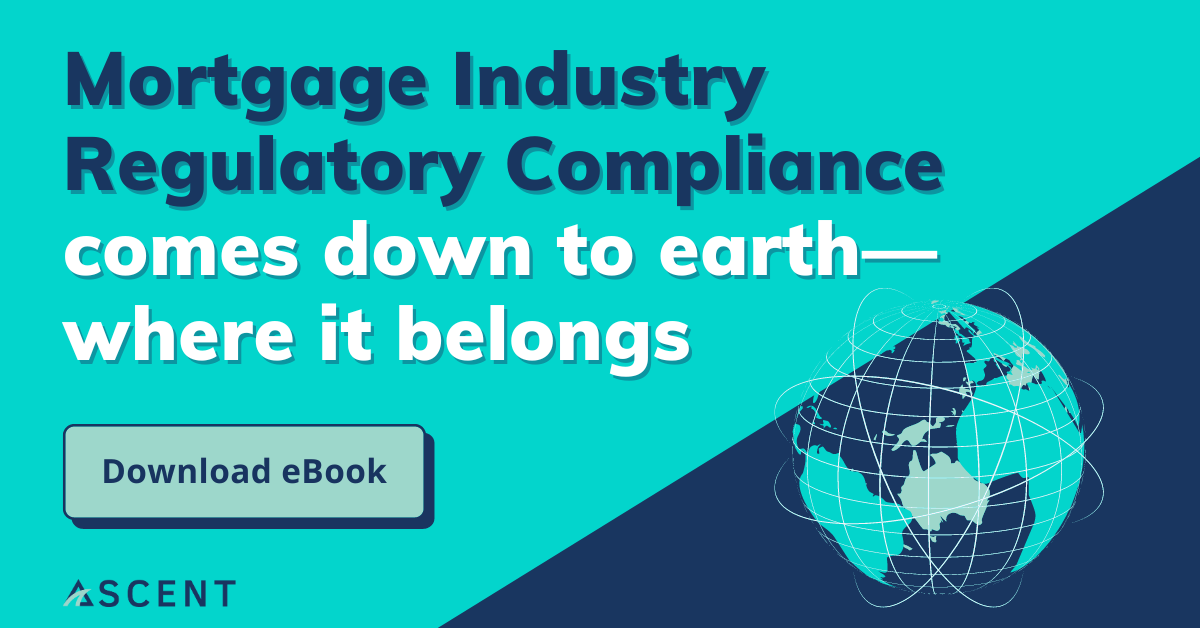 Mortgage Industry
Regulatory Compliance
comes down to earth—
where it belongs
Download eBook
ASCENT